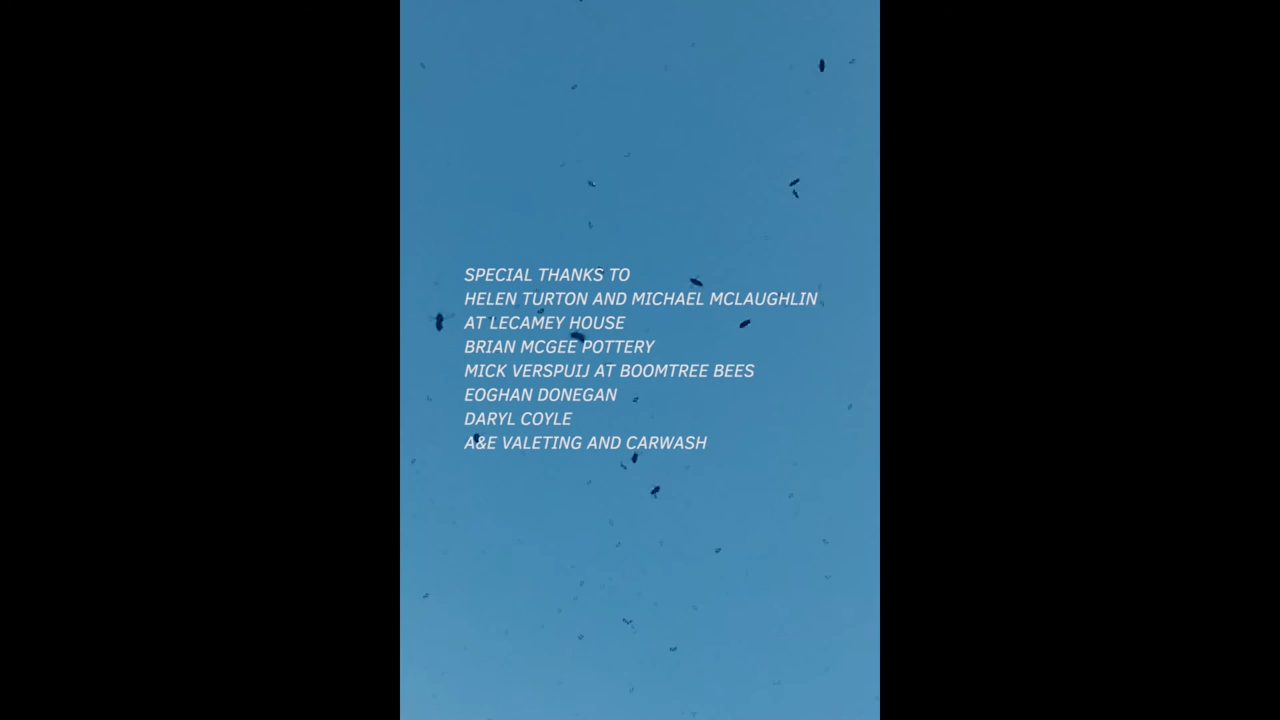 SPECIAL THANKS TO
HELEN TURTON AND MICHAEL MCLAUGHLIN
AT LECAMEY HOUSE
BRIAN MCGEE POTTERY
MICK VERSPUIJ AT BOOMTREE BEES
EOGHAN DONEGAN
DARYL COYLE
A&E VALETING AND CARWASH